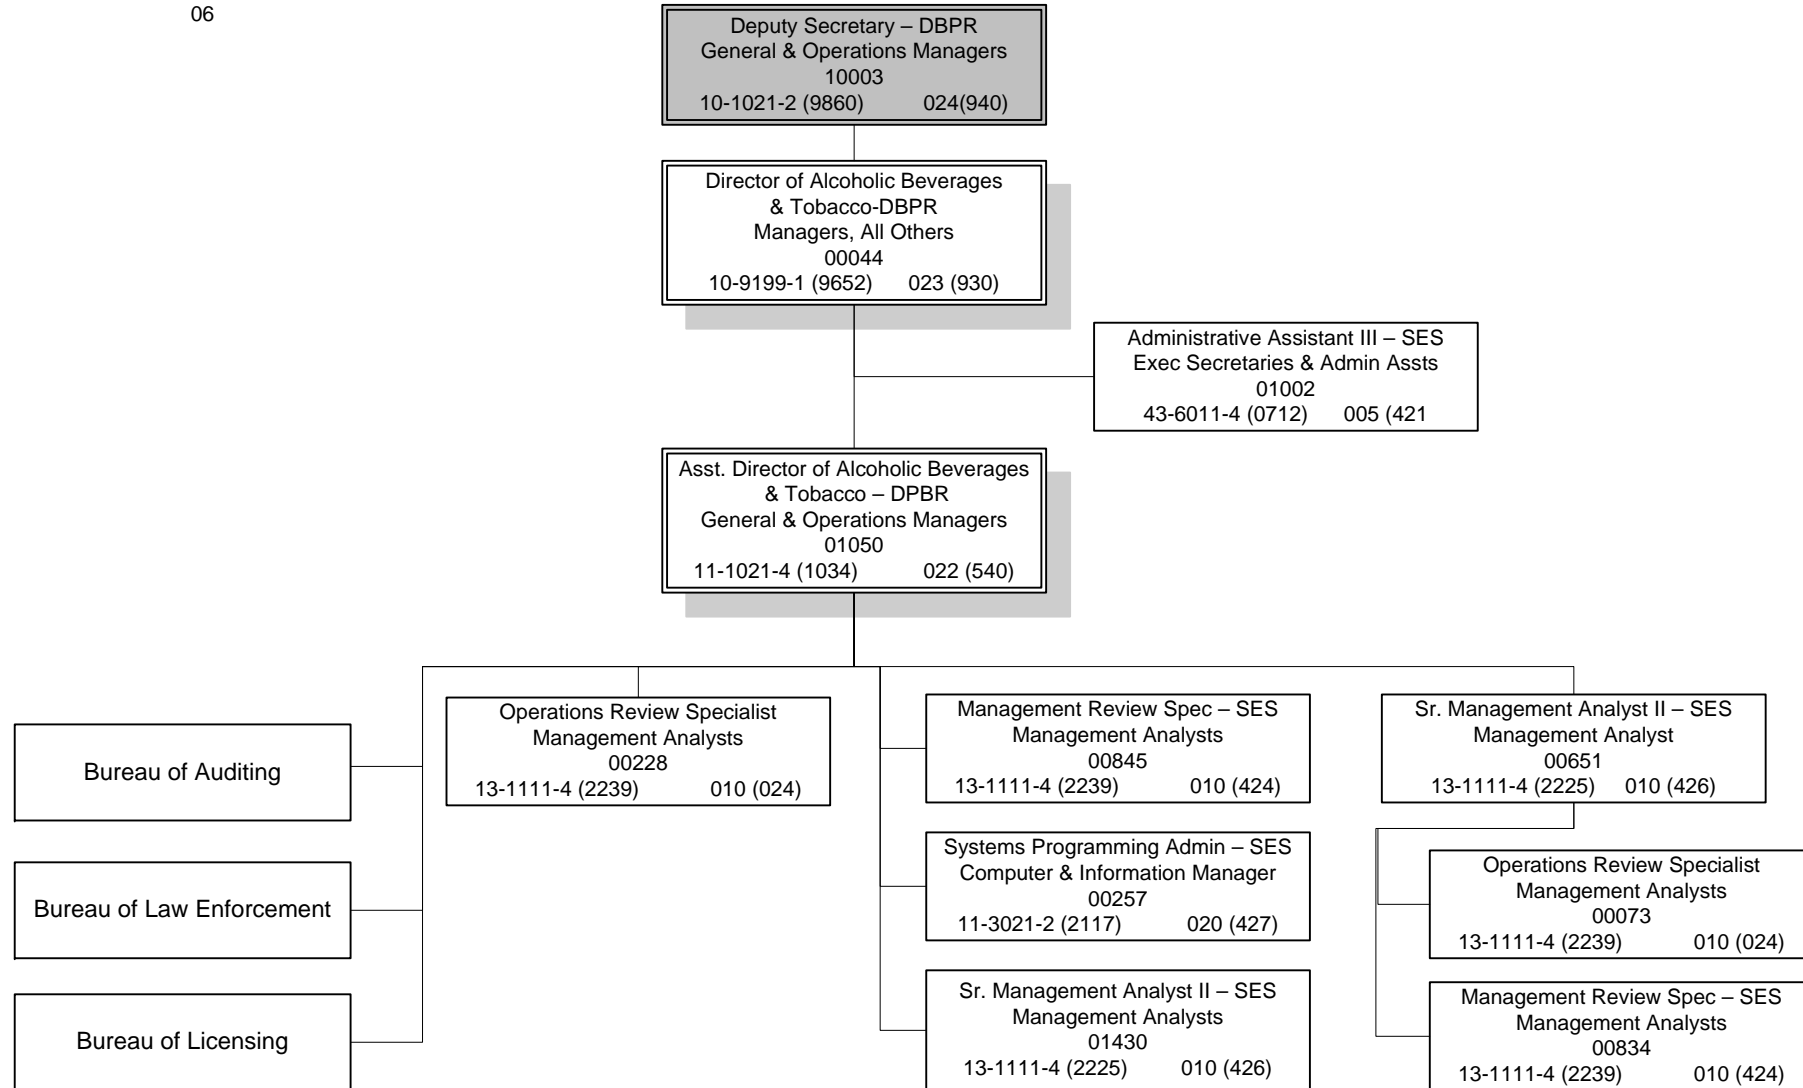 06
Deputy Secretary – DBPR
General & Operations Managers
10003
10-1021-2 (9860) 024(940)
Director of Alcoholic Beverages
& Tobacco-DBPR
Managers, All Others
00044
10-9199-1 (9652) 023 (930)
Administrative Assistant III – SES
Exec Secretaries & Admin Assts
01002
43-6011-4 (0712) 005 (421
Asst. Director of Alcoholic Beverages
& Tobacco – DPBR
General & Operations Managers
01050
11-1021-4 (1034) 022 (540)
Bureau of Auditing
Bureau of Law Enforcement
Bureau of Licensing
Operations Review Specialist
Management Analysts
00228
13-1111-4 (2239) 010 (024)
Management Review Spec – SES
Management Analysts
00845
13-1111-4 (2239) 010 (424)
Systems Programming Admin – SES
Computer & Information Manager
00257
11-3021-2 (2117) 020 (427)
Sr. Management Analyst II – SES
Management Analysts
01430
13-1111-4 (2225) 010 (426)
Sr. Management Analyst II – SES
Management Analyst
00651
13-1111-4 (2225) 010 (426)
Operations Review Specialist
Management Analysts
00073
13-1111-4 (2239) 010 (024)
Management Review Spec – SES
Management Analysts
00834
13-1111-4 (2239) 010 (424)